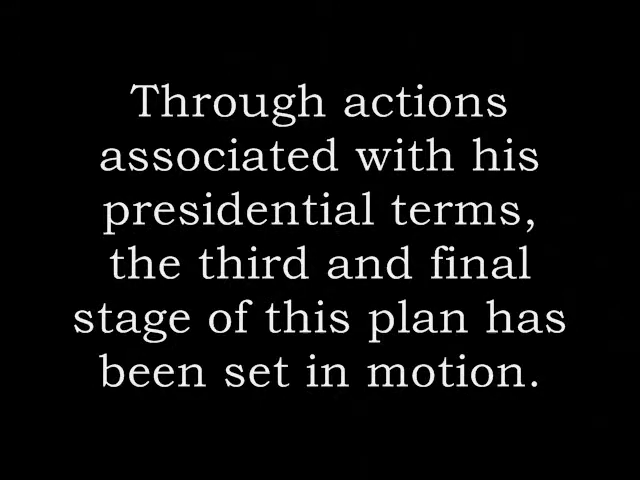 Through actions
associated with his
presidential terms,
the third and final
stage of this plan has
been set in motion.